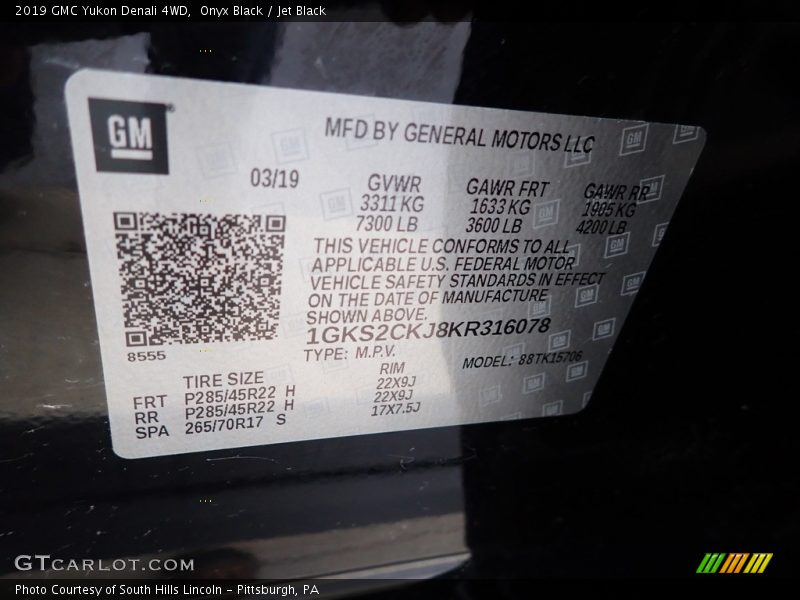 2019 GMC Yukon Denali 4WD, Onyx Black / Jet Black
GM
MFD BY GENERAL MOTORS LLC
03/19 GVWR GAWR FRT GAWR RR
3311 KG 1633 KG 1905 KG
7300 LB 3600 LB 4200 LB
THIS VEHICLE CONFORMS TO ALL
APPLICABLE U.S. FEDERAL MOTOR
VEHICLE SAFETY STANDARDS IN EFFECT
ON THE DATE OF MANUFACTURE
SHOWN ABOVE.
1GKS2CKJ8KR316078
8555
TYPE: M.P.V. MODEL: 88TK15706
TIRE SIZE RIM
FRT P285/45R22 H 22X9J
RR P285/45R22 H 22X9J
SPA 265/70R17 S 17X7.5J
GTCARLOT.COM
Photo Courtesy of South Hills Lincoln - Pittsburgh, PA